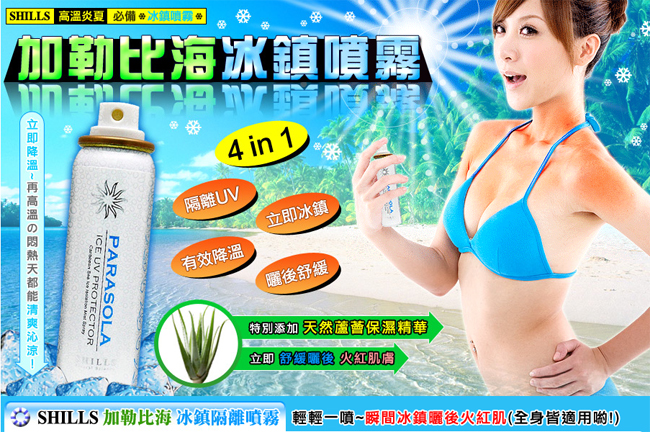 SHILLS 高溫炎夏 必備*冰鎮噴霧*
加勒比海冰鎮噴霧
立即降溫~再高溫の悶熱天都能清爽沁涼!
4 in 1
隔離UV
立即冰鎮
有效降溫
曬後舒緩
PARASOLA
ICE UV PROTECTOR
SHILLS
特別添加 天然蘆薈保濕精華
立即 舒緩曬後 火紅肌膚
SHILLS 加勒比海 冰鎮隔離噴霧
輕輕一噴~瞬間冰鎮曬後火紅肌(全身皆適用喲!)